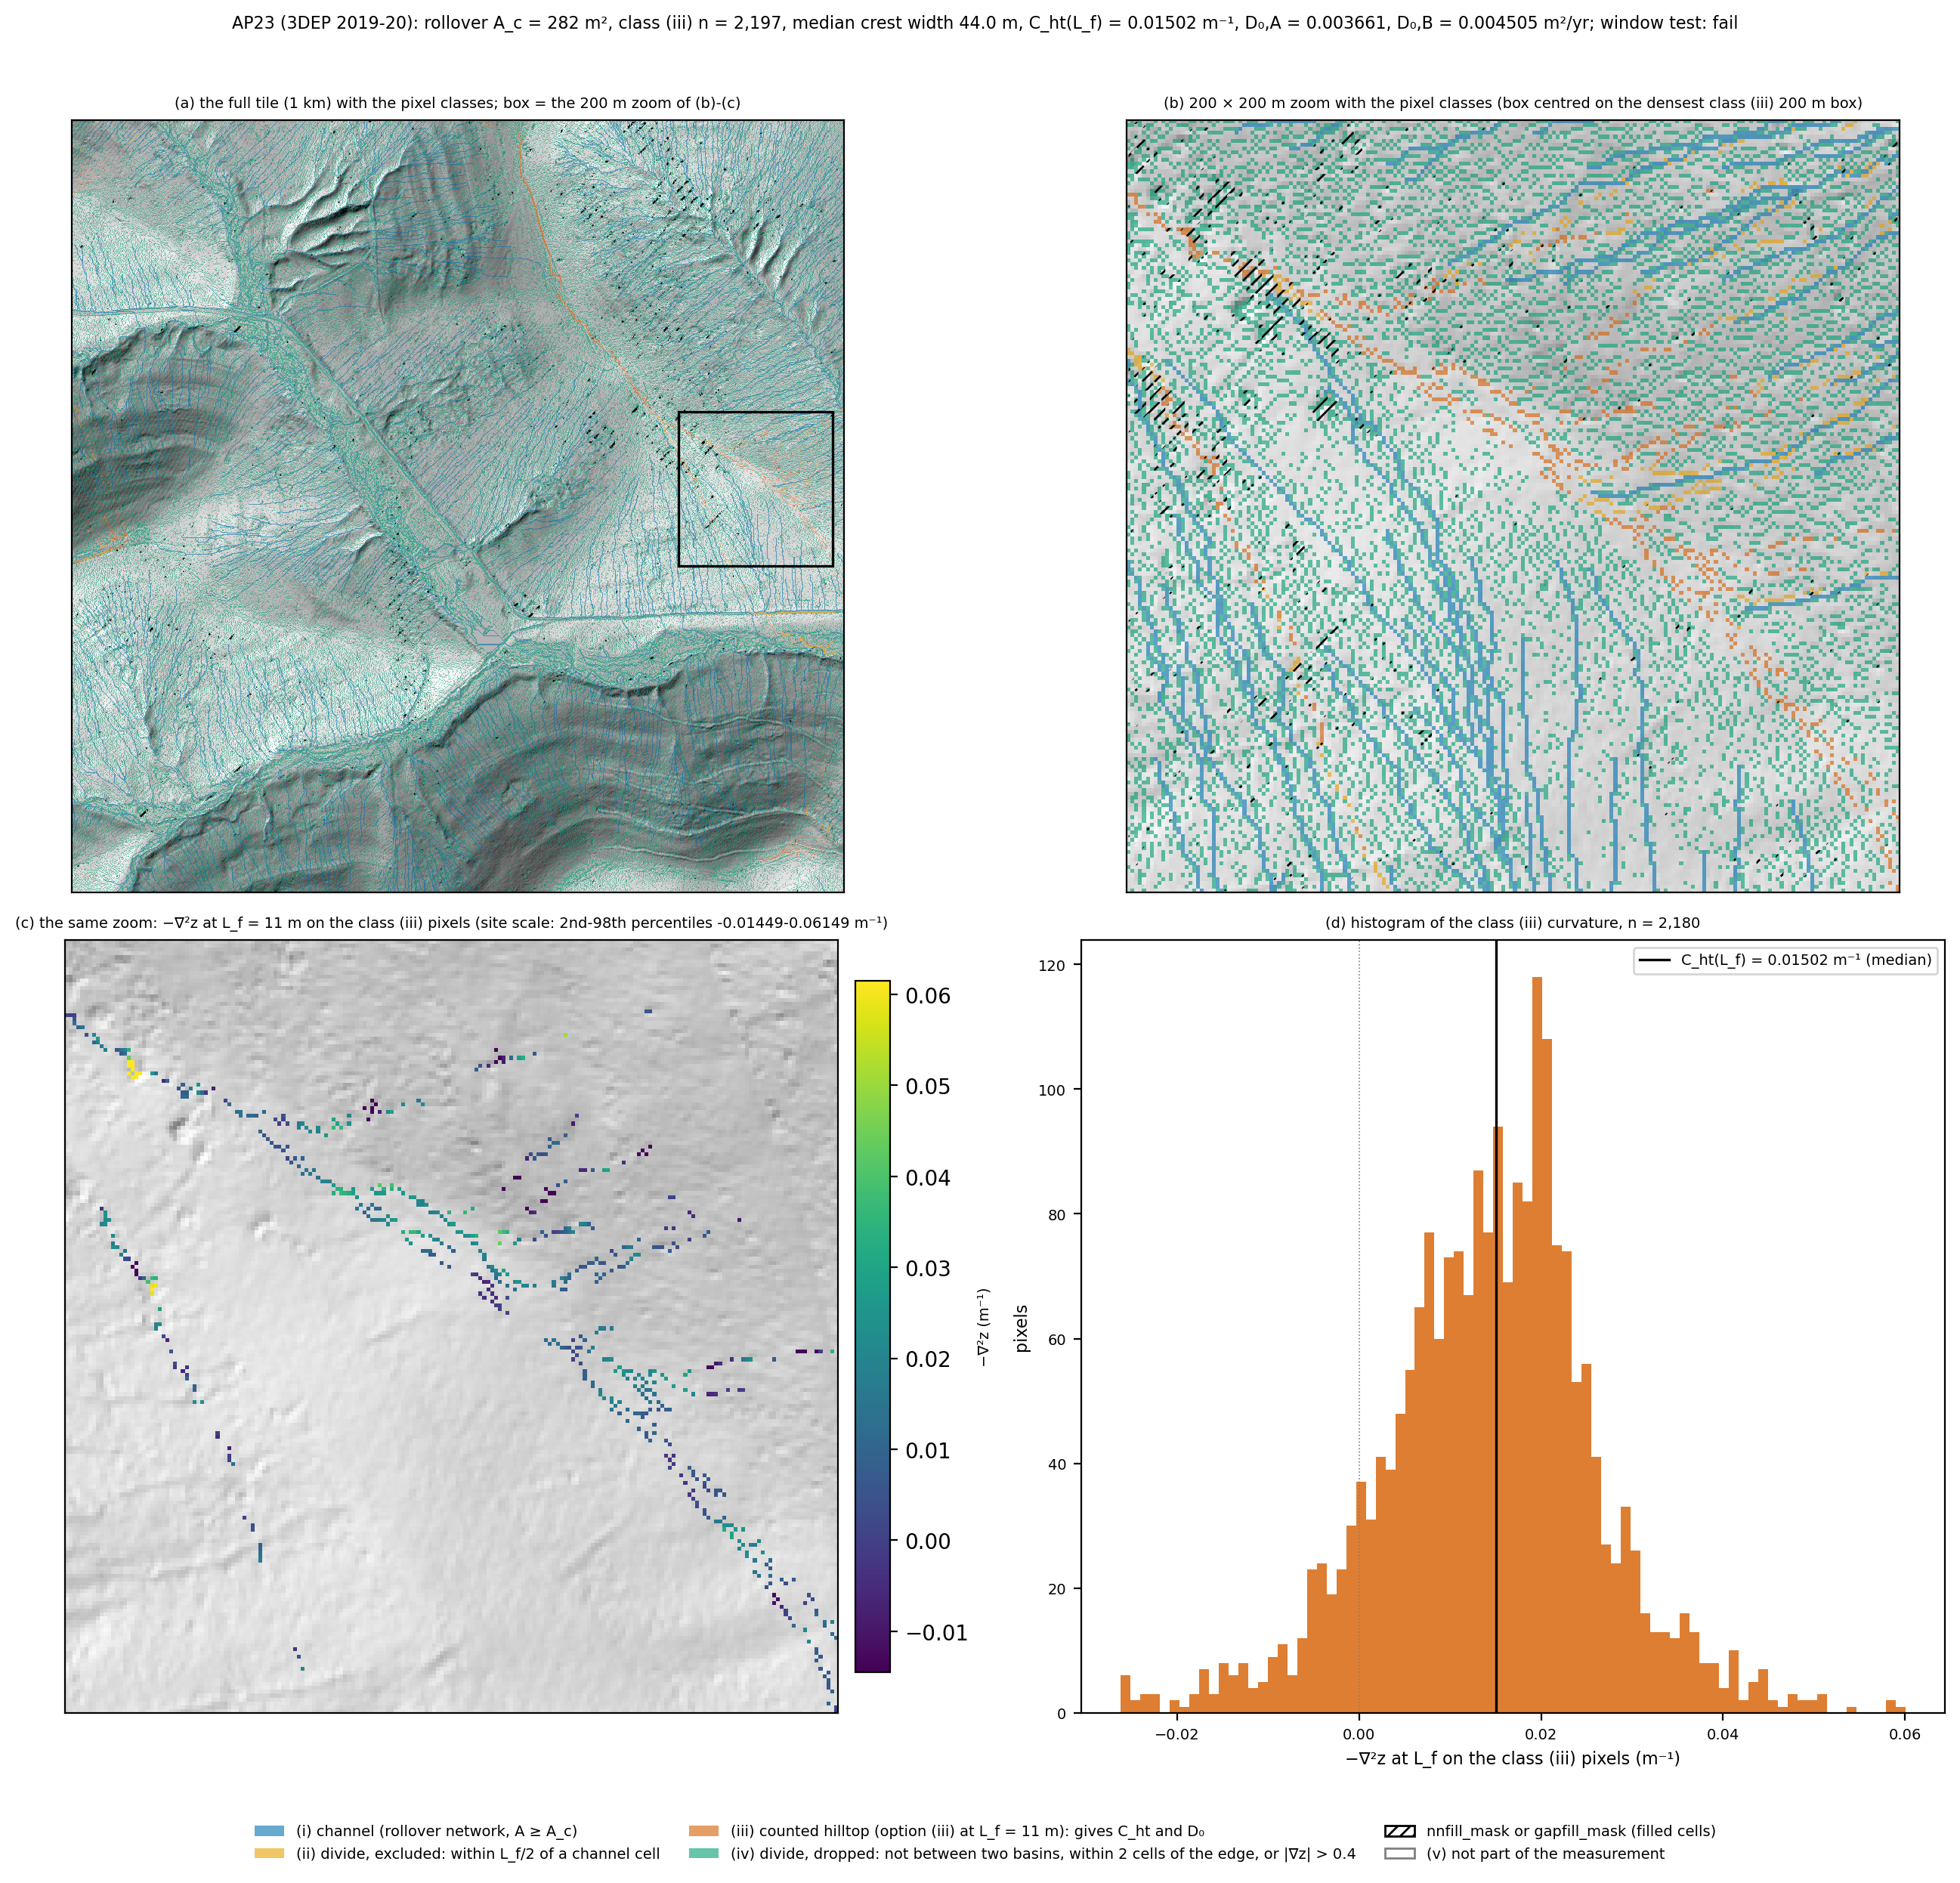 AP23 (3DEP 2019-20): rollover A_c = 282 m², class (iii) n = 2,197, median crest width 44.0 m, C_ht(L_f) = 0.01502 m⁻¹, D₀,A = 0.003661, D₀,B = 0.004505 m²/yr; window test: fail
(a) the full tile (1 km) with the pixel classes; box = the 200 m zoom of (b)-(c)
(b) 200 × 200 m zoom with the pixel classes (box centred on the densest class (iii) 200 m box)
(c) the same zoom: −∇²z at L_f = 11 m on the class (iii) pixels (site scale: 2nd-98th percentiles -0.01449-0.06149 m⁻¹)
0.06
0.05
0.04
0.03
0.02
0.01
0.00
−0.01
−∇²z (m⁻¹)
(d) histogram of the class (iii) curvature, n = 2,180
C_ht(L_f) = 0.01502 m⁻¹ (median)
pixels
120
100
80
60
40
20
0
−0.02
0.00
0.02
0.04
0.06
−∇²z at L_f on the class (iii) pixels (m⁻¹)
(i) channel (rollover network, A ≥ A_c)
(ii) divide, excluded: within L_f/2 of a channel cell
(iii) counted hilltop (option (iii) at L_f = 11 m): gives C_ht and D₀
(iv) divide, dropped: not between two basins, within 2 cells of the edge, or |∇z| > 0.4
nnfill_mask or gapfill_mask (filled cells)
(v) not part of the measurement